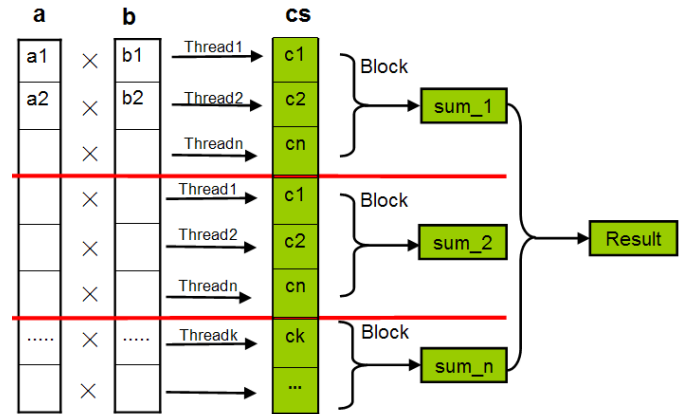 a b cs
a1 × b1 Thread1 c1 Block
a2 × b2 Thread2 c2 sum_1
× Threadn cn
× Thread1 c1 Block
× Thread2 c2 sum_2 Result
× Threadn cn
..... × ..... Threadk ck Block
× ... sum_n